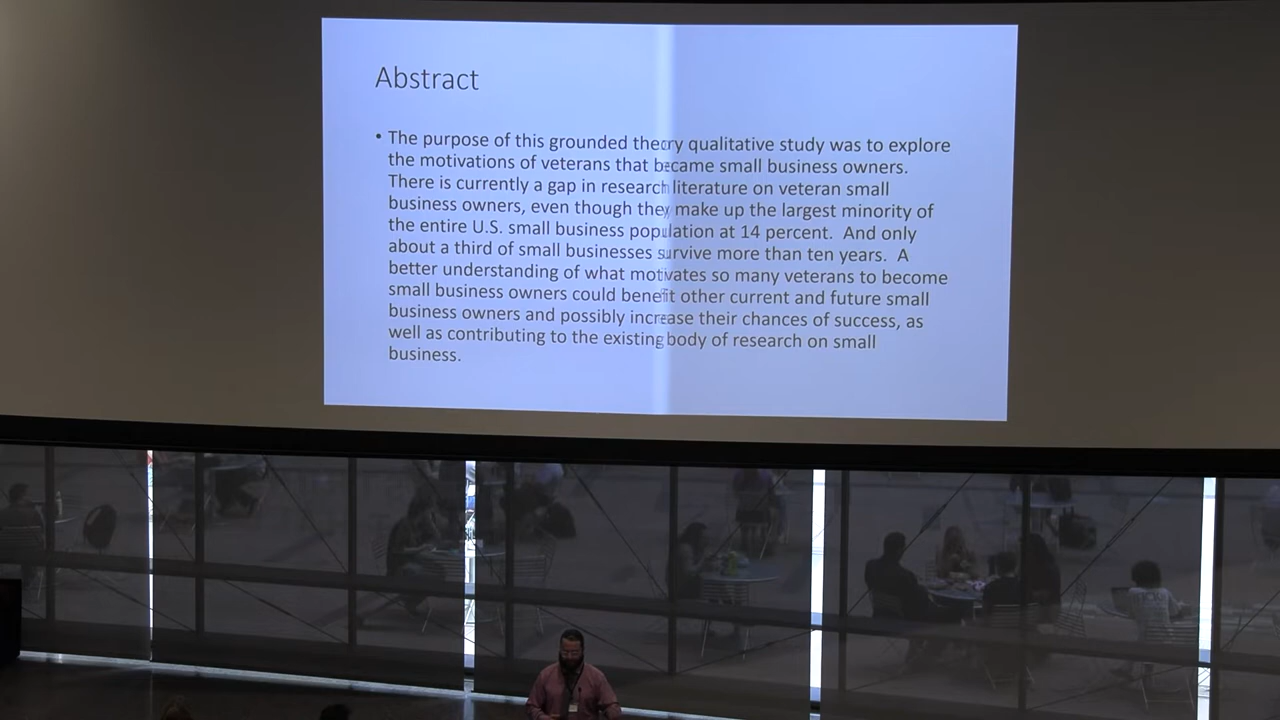 Abstract
• The purpose of this grounded theory qualitative study was to explore
the motivations of veterans that became small business owners.
There is currently a gap in research literature on veteran small
business owners, even though they make up the largest minority of
the entire U.S. small business population at 14 percent.  And only
about a third of small businesses survive more than ten years.  A
better understanding of what motivates so many veterans to become
small business owners could benefit other current and future small
business owners and possibly increase their chances of success, as
well as contributing to the existing body of research on small
business.